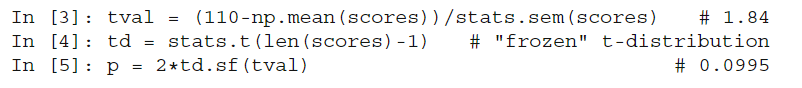 In [3]: tval = (110-np.mean(scores))/stats.sem(scores) # 1.84
In [4]: td = stats.t(len(scores)-1) # "frozen" t-distribution
In [5]: p = 2*td.sf(tval) # 0.0995